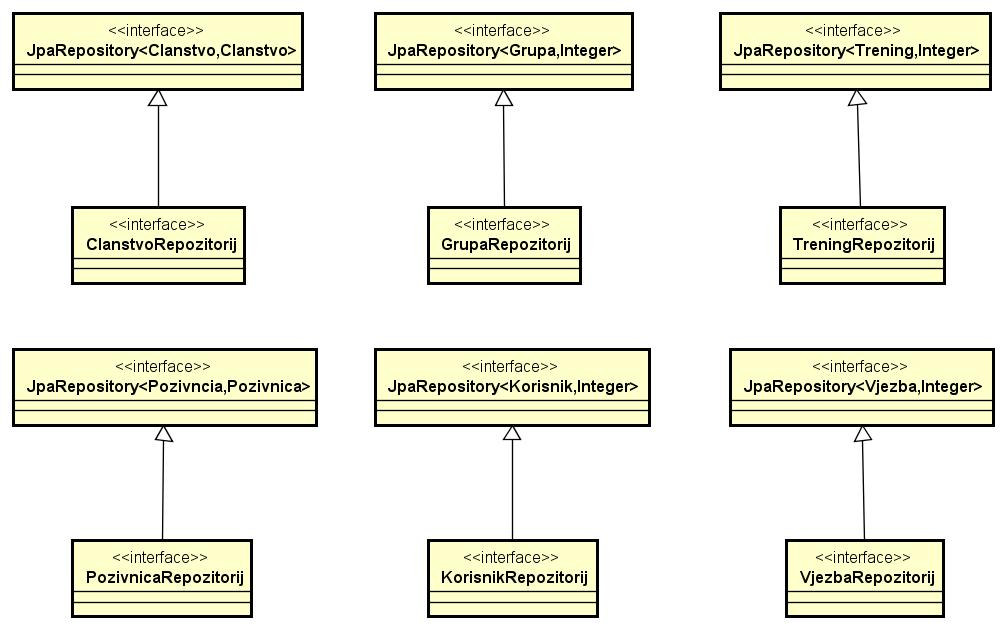 <<interface>>
JpaRepository<Clanstvo,Clanstvo>
<<interface>>
JpaRepository<Grupa,Integer>
<<interface>>
JpaRepository<Trening,Integer>
<<interface>>
ClanstvoRepozitorij
<<interface>>
GrupaRepozitorij
<<interface>>
TreningRepozitorij
<<interface>>
JpaRepository<Pozivncia,Pozivnica>
<<interface>>
JpaRepository<Korisnik,Integer>
<<interface>>
JpaRepository<Vjezba,Integer>
<<interface>>
PozivnicaRepozitorij
<<interface>>
KorisnikRepozitorij
<<interface>>
VjezbaRepozitorij